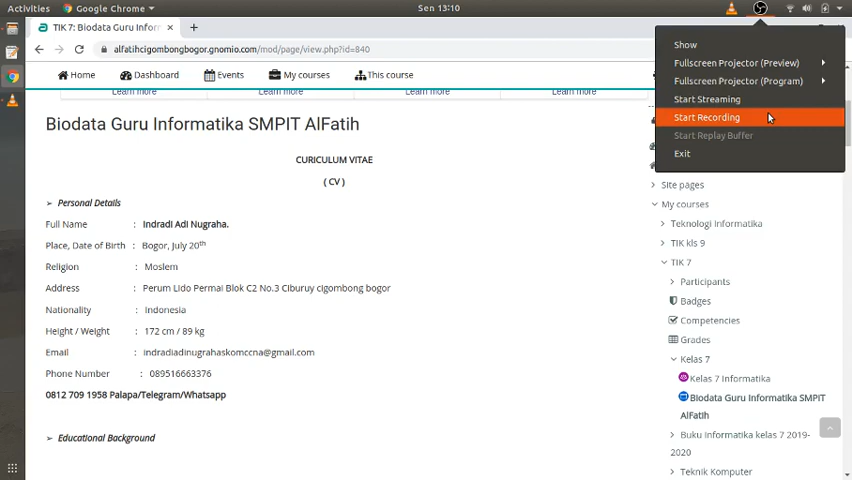 Activities
Google Chrome
Sen 13:10
TIK 7: Biodata Guru Inform
alfatihcigombongbogor.gnomio.com/mod/page/view.php?id=840
Home
Dashboard
Events
My courses
This course
Learn more
Learn more
Learn more
Learn more
Show
Fullscreen Projector (Preview)
Fullscreen Projector (Program)
Start Streaming
Start Recording
Start Replay Buffer
Exit
Biodata Guru Informatika SMPIT AlFatih
CURICULUM VITAE
( CV )
➢ Personal Details
Full Name : Indradi Adi Nugraha.
Place, Date of Birth : Bogor, July 20th
Religion : Moslem
Address : Perum Lido Permai Blok C2 No.3 Ciburuy cigombong bogor
Nationality : Indonesia
Height / Weight : 172 cm / 89 kg
Email : indradiadinugrahaskomccna@gmail.com
Phone Number : 089516663376
0812 709 1958 Palapa/Telegram/Whatsapp
➢ Educational Background
Site pages
My courses
Teknologi Informatika
TIK kls 9
TIK 7
Participants
Badges
Competencies
Grades
Kelas 7
Kelas 7 Informatika
Biodata Guru Informatika SMPIT
AlFatih
Buku Informatika kelas 7 2019-
2020
Teknik Komputer